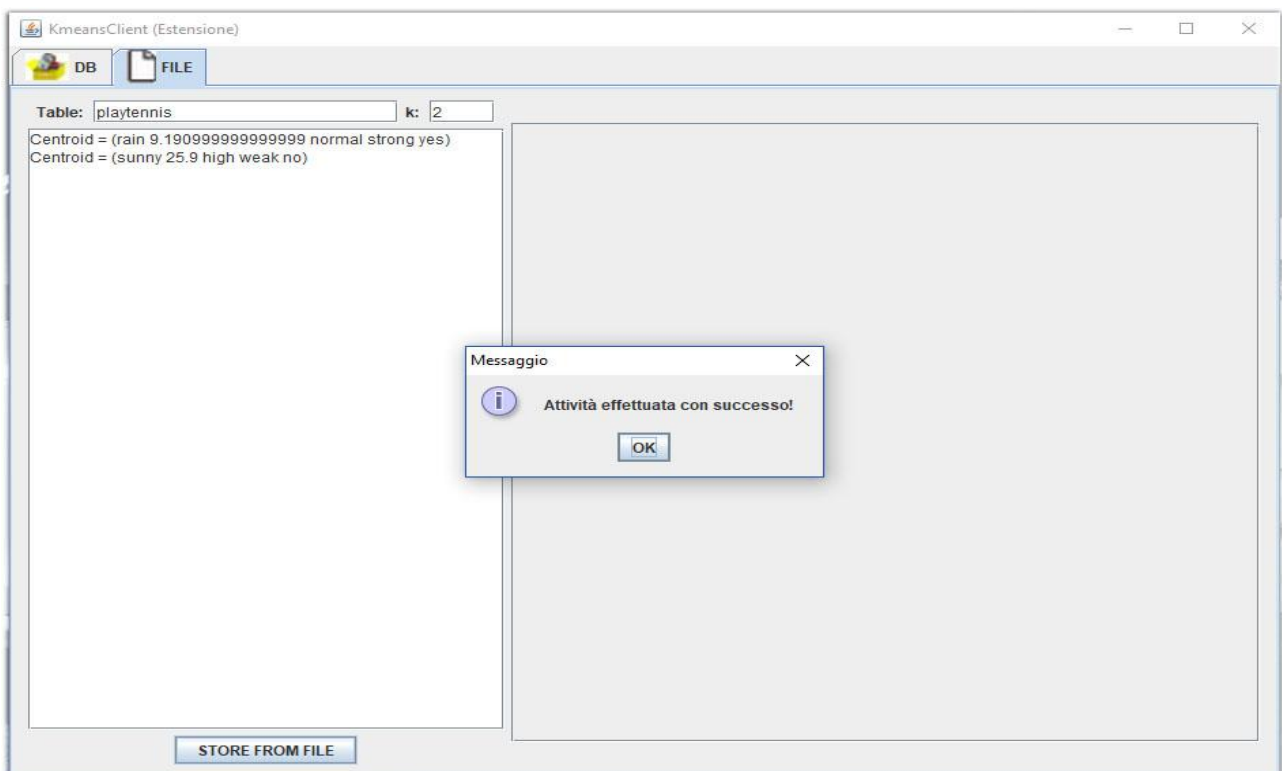 KmeansClient (Estensione)
DB FILE
Table: playtennis k: 2
Centroid = (rain 9.190999999999999 normal strong yes)
Centroid = (sunny 25.9 high weak no)
Messaggio
Attività effettuata con successo!
OK
STORE FROM FILE